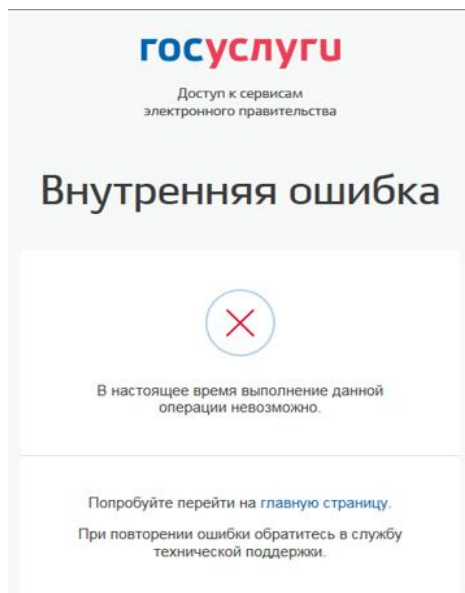 госуслуги
Доступ к сервисам
электронного правительства
Внутренняя ошибка
В настоящее время выполнение данной
операции невозможно.
Попробуйте перейти на главную страницу.
При повторении ошибки обратитесь в службу
технической поддержки.